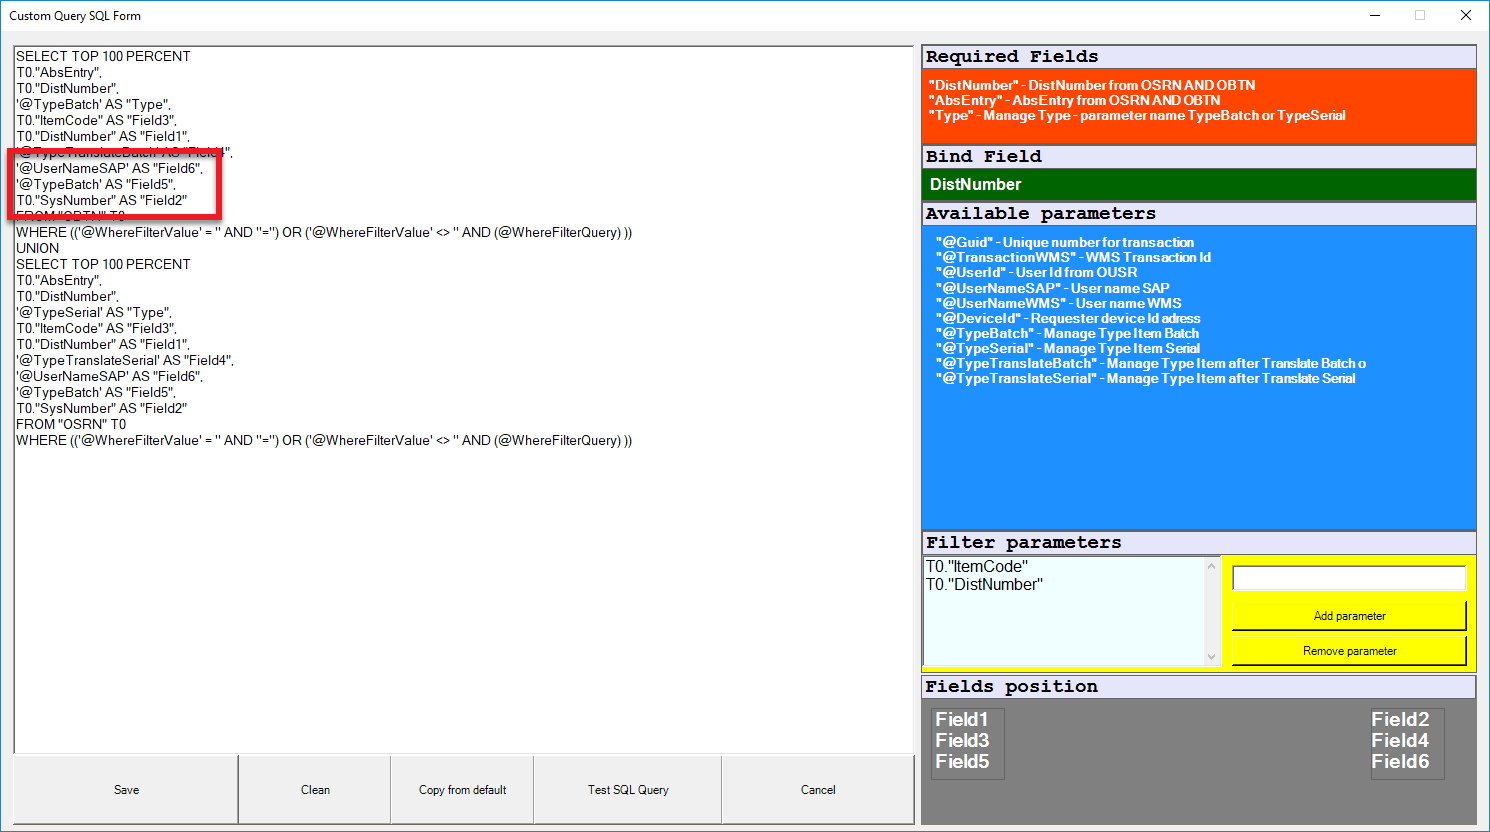 Custom Query SQL Form
SELECT TOP 100 PERCENT
T0."AbsEntry",
T0."DistNumber",
'@TypeBatch' AS "Type",
T0."ItemCode" AS "Field3",
T0."DistNumber" AS "Field1",
'@TypeTranslateBatch' AS "Field4",
'@UserNameSAP' AS "Field6",
'@TypeBatch' AS "Field5",
T0."SysNumber" AS "Field2"
FROM "OBTN" T0
WHERE (('@WhereFilterValue' = '' AND ''='') OR ('@WhereFilterValue' <> '' AND (@WhereFilterQuery) ))
UNION
SELECT TOP 100 PERCENT
T0."AbsEntry",
T0."DistNumber",
'@TypeSerial' AS "Type",
T0."ItemCode" AS "Field3",
T0."DistNumber" AS "Field1",
'@TypeTranslateSerial' AS "Field4",
'@UserNameSAP' AS "Field6",
'@TypeBatch' AS "Field5",
T0."SysNumber" AS "Field2"
FROM "OSRN" T0
WHERE (('@WhereFilterValue' = '' AND ''='') OR ('@WhereFilterValue' <> '' AND (@WhereFilterQuery) ))
Save
Clean
Copy from default
Test SQL Query
Cancel
Required Fields
"DistNumber" - DistNumber from OSRN AND OBTN
"AbsEntry" - AbsEntry from OSRN AND OBTN
"Type" - Manage Type - parameter name TypeBatch or TypeSerial
Bind Field
DistNumber
Available parameters
"@Guid" - Unique number for transaction
"@TransactionWMS" - WMS Transaction Id
"@UserId" - User Id from OUSR
"@UserNameSAP" - User name SAP
"@UserNameWMS" - User name WMS
"@DeviceId" - Requester device Id adress
"@TypeBatch" - Manage Type Item Batch
"@TypeSerial" - Manage Type Item Serial
"@TypeTranslateBatch" - Manage Type Item after Translate Batch o
"@TypeTranslateSerial" - Manage Type Item after Translate Serial
Filter parameters
T0."ItemCode"
T0."DistNumber"
Add parameter
Remove parameter
Fields position
Field1 Field2
Field3 Field4
Field5 Field6